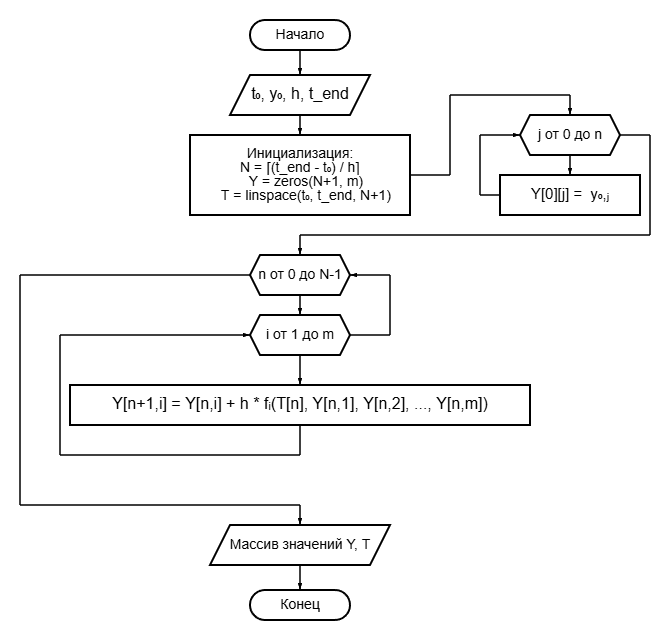 Начало
t₀, y₀, h, t_end
Инициализация:
N = ⌈(t_end - t₀) / h⌉
Y = zeros(N+1, m)
T = linspace(t₀, t_end, N+1)
j от 0 до n
Y[0][j] = y₀,ⱼ
n от 0 до N-1
i от 1 до m
Y[n+1,i] = Y[n,i] + h * fᵢ(T[n], Y[n,1], Y[n,2], ..., Y[n,m])
Массив значений Y, T
Конец